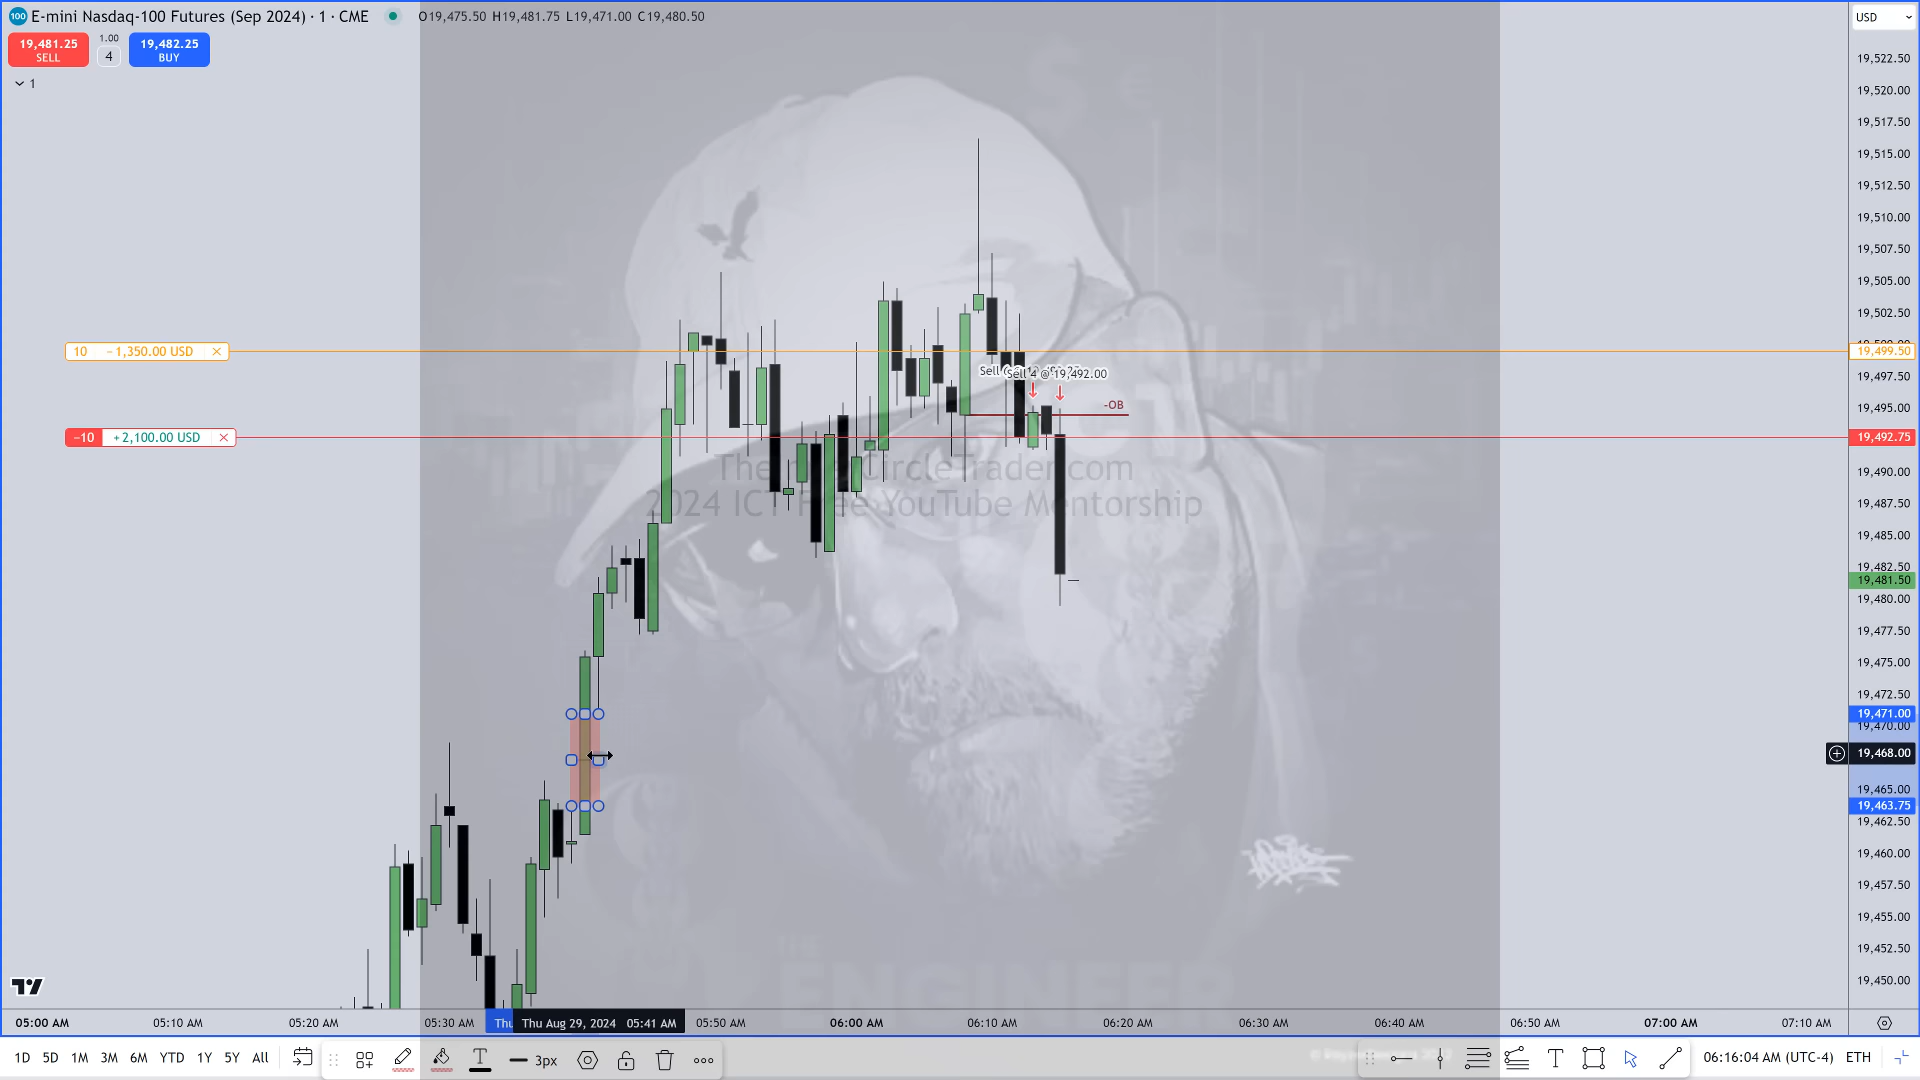 E-mini Nasdaq-100 Futures (Sep 2024) · 1 · CME
O19,475.50 H19,481.75 L19,471.00 C19,480.50
USD
19,481.25
SELL
1.00
4
19,482.25
BUY
1
19,522.50
19,520.00
19,517.50
19,515.00
19,512.50
19,510.00
19,507.50
19,505.00
19,502.50
10 −1,350.00 USD
19,499.50
19,497.50
Sell 4 @ 19,492.00
-OB
19,495.00
−10 +2,100.00 USD
19,492.75
2024 ICT Free YouTube Mentorship
19,490.00
19,487.50
19,485.00
19,482.50
19,481.50
19,480.00
19,477.50
19,475.00
19,472.50
19,471.00
19,470.00
19,468.00
19,465.00
19,463.75
19,462.50
19,460.00
19,457.50
19,455.00
19,452.50
19,450.00
ENGINEER
05:00 AM 05:10 AM 05:20 AM 05:30 AM Thu Thu Aug 29, 2024 05:41 AM 05:50 AM 06:00 AM 06:10 AM 06:20 AM 06:30 AM 06:40 AM 06:50 AM 07:00 AM 07:10 AM
1D 5D 1M 3M 6M YTD 1Y 5Y All
3px
06:16:04 AM (UTC-4) ETH